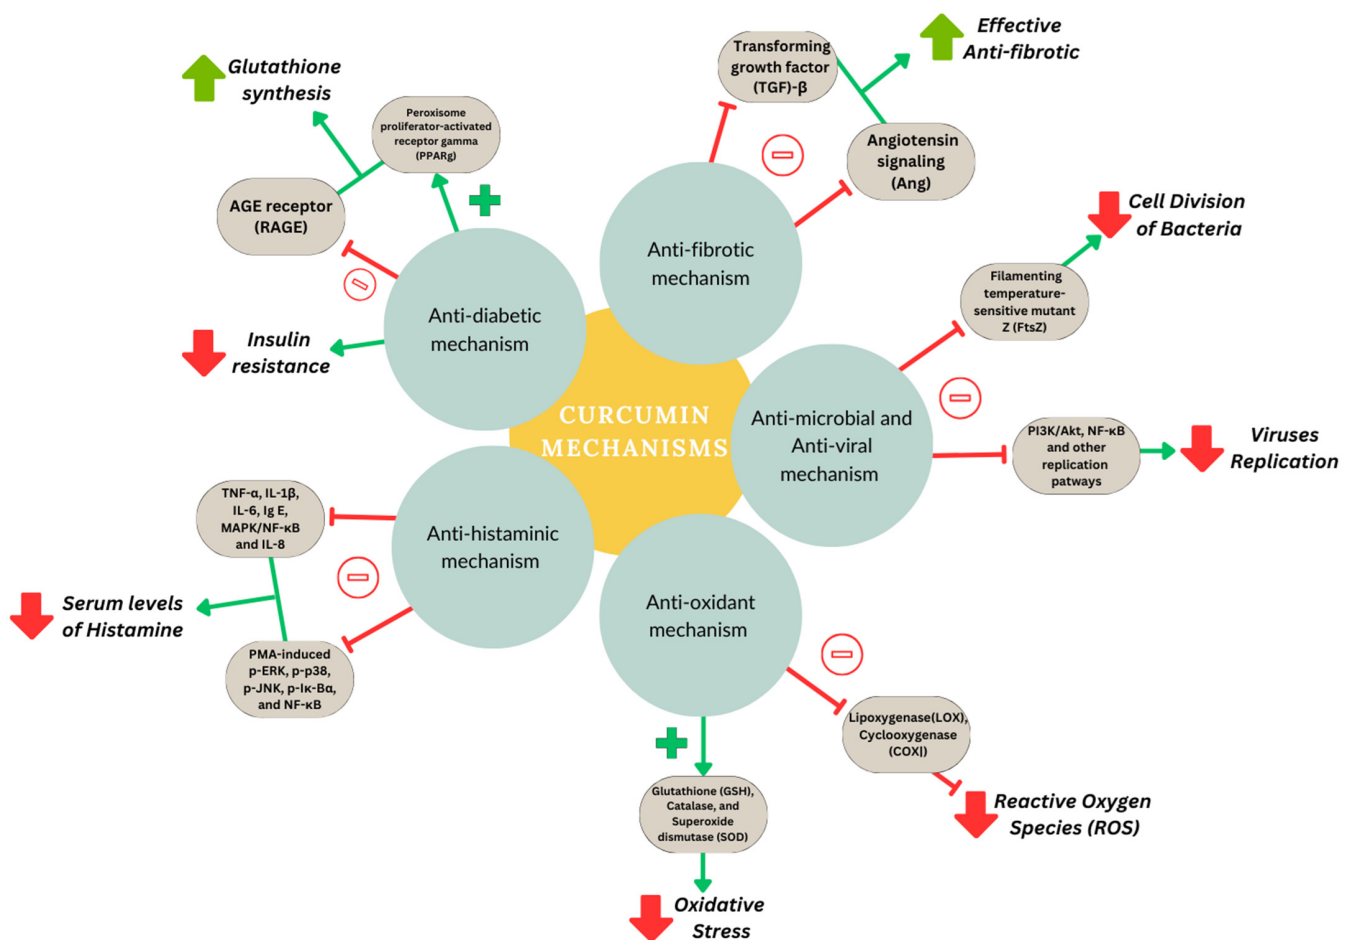 CURCUMIN
MECHANISMS
Anti-fibrotic
mechanism
Transforming
growth factor
(TGF)-β
Angiotensin
signaling
(Ang)
Effective
Anti-fibrotic
Anti-microbial and
Anti-viral
mechanism
Filamenting
temperature-
sensitive mutant
Z (FtsZ)
Cell Division
of Bacteria
PI3K/Akt, NF-κB
and other
replication
patways
Viruses
Replication
Anti-oxidant
mechanism
Lipoxygenase(LOX),
Cyclooxygenase
(COX|)
Reactive Oxygen
Species (ROS)
Glutathione (GSH),
Catalase, and
Superoxide
dismutase (SOD)
Oxidative
Stress
Anti-histaminic
mechanism
TNF-α, IL-1β,
IL-6, Ig E,
MAPK/NF-κB
and IL-8
PMA-induced
p-ERK, p-p38,
p-JNK, p-Iκ-Bα,
and NF-κB
Serum levels
of Histamine
Anti-diabetic
mechanism
Peroxisome
proliferator-activated
receptor gamma
(PPARg)
AGE receptor
(RAGE)
Glutathione
synthesis
Insulin
resistance